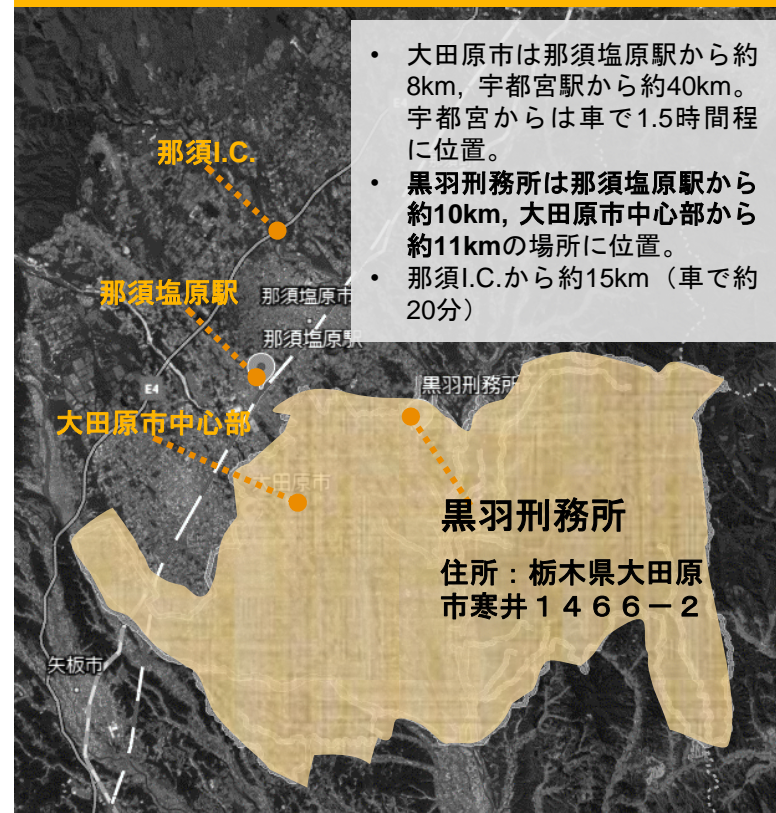 • 大田原市は那須塩原駅から約
8km, 宇都宮駅から約40km。
宇都宮からは車で1.5時間程
に位置。
• 黒羽刑務所は那須塩原駅から
約10km, 大田原市中心部から
約11kmの場所に位置。
• 那須I.C.から約15km（車で約
20分）
E4
那須I.C.
那須塩原駅
那須塩原市
那須塩原駅
E4
黒羽刑務所
大田原市中心部
大田原市
黒羽刑務所
住所：栃木県大田原
市寒井１４６６－２
矢板市